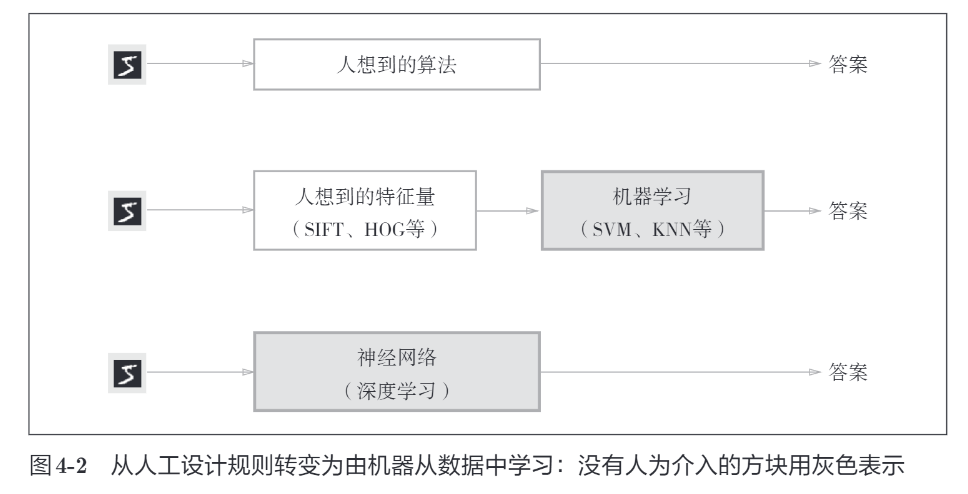 5
人想到的算法
答案
5
人想到的特征量
（SIFT、HOG等）
机器学习
（SVM、KNN等）
答案
5
神经网络
（深度学习）
答案
图4-2 从人工设计规则转变为由机器从数据中学习：没有人为介入的方块用灰色表示